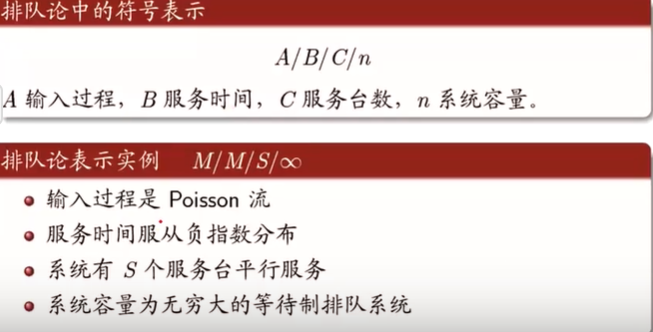 排队论中的符号表示
A/B/C/n
A 输入过程，B 服务时间，C 服务台数，n 系统容量。
排队论表示实例 M/M/S/∞
输入过程是 Poisson 流
服务时间服从负指数分布
系统有 S 个服务台平行服务
系统容量为无穷大的等待制排队系统